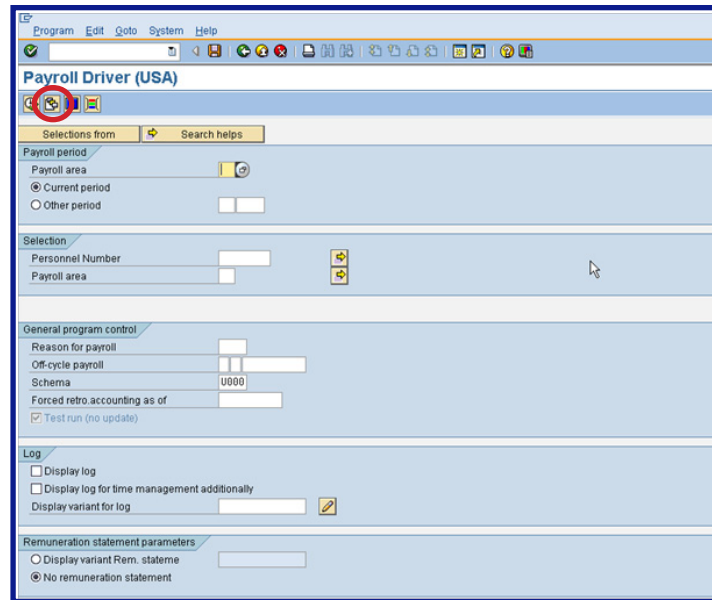 Program Edit Goto System Help
Payroll Driver (USA)
Selections from Search helps
Payroll period
Payroll area
Current period
Other period
Selection
Personnel Number
Payroll area
General program control
Reason for payroll
Off-cycle payroll
Schema U000
Forced retro.accounting as of
Test run (no update)
Log
Display log
Display log for time management additionally
Display variant for log
Remuneration statement parameters
Display variant Rem. stateme
No remuneration statement